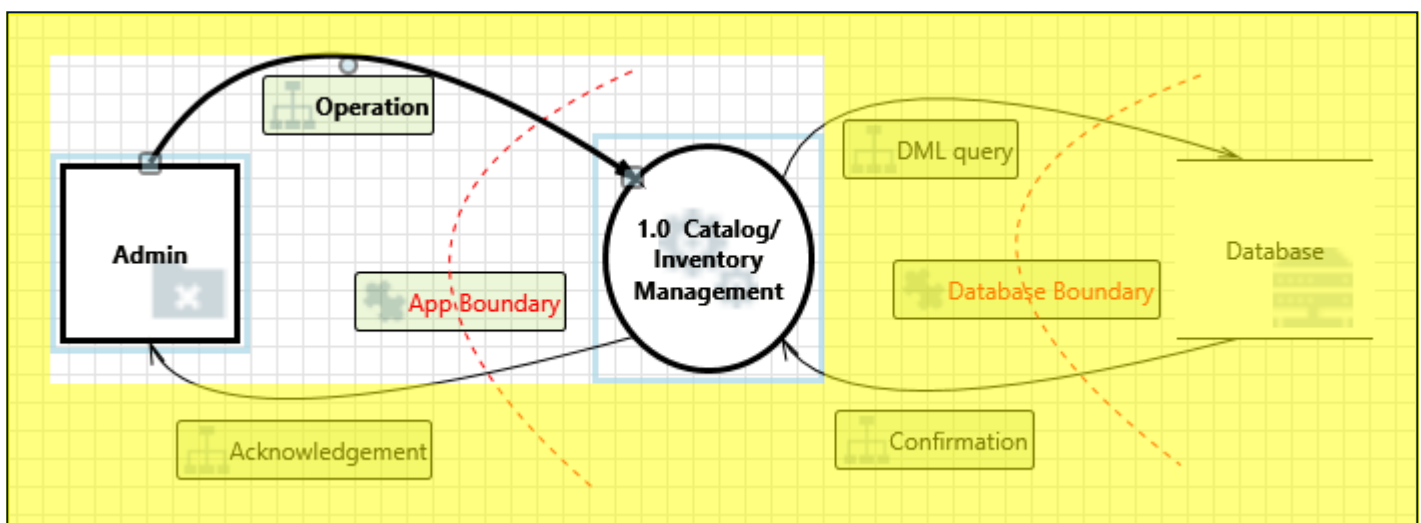 Operation
DML query
Admin
1.0 Catalog/
Inventory
Management
Database
App Boundary
Database Boundary
Acknowledgement
Confirmation